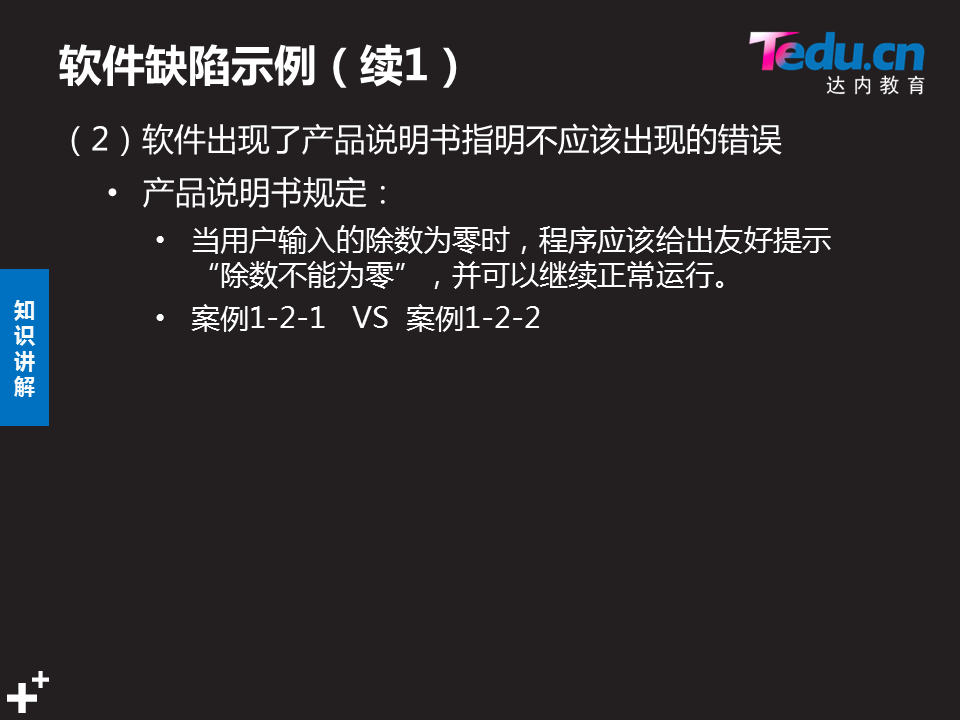 软件缺陷示例（续1）
Tedu.cn
达内教育
（2）软件出现了产品说明书指明不应该出现的错误
• 产品说明书规定：
• 当用户输入的除数为零时，程序应该给出友好提示
“除数不能为零”，并可以继续正常运行。
• 案例1-2-1 VS 案例1-2-2
知
识
讲
解